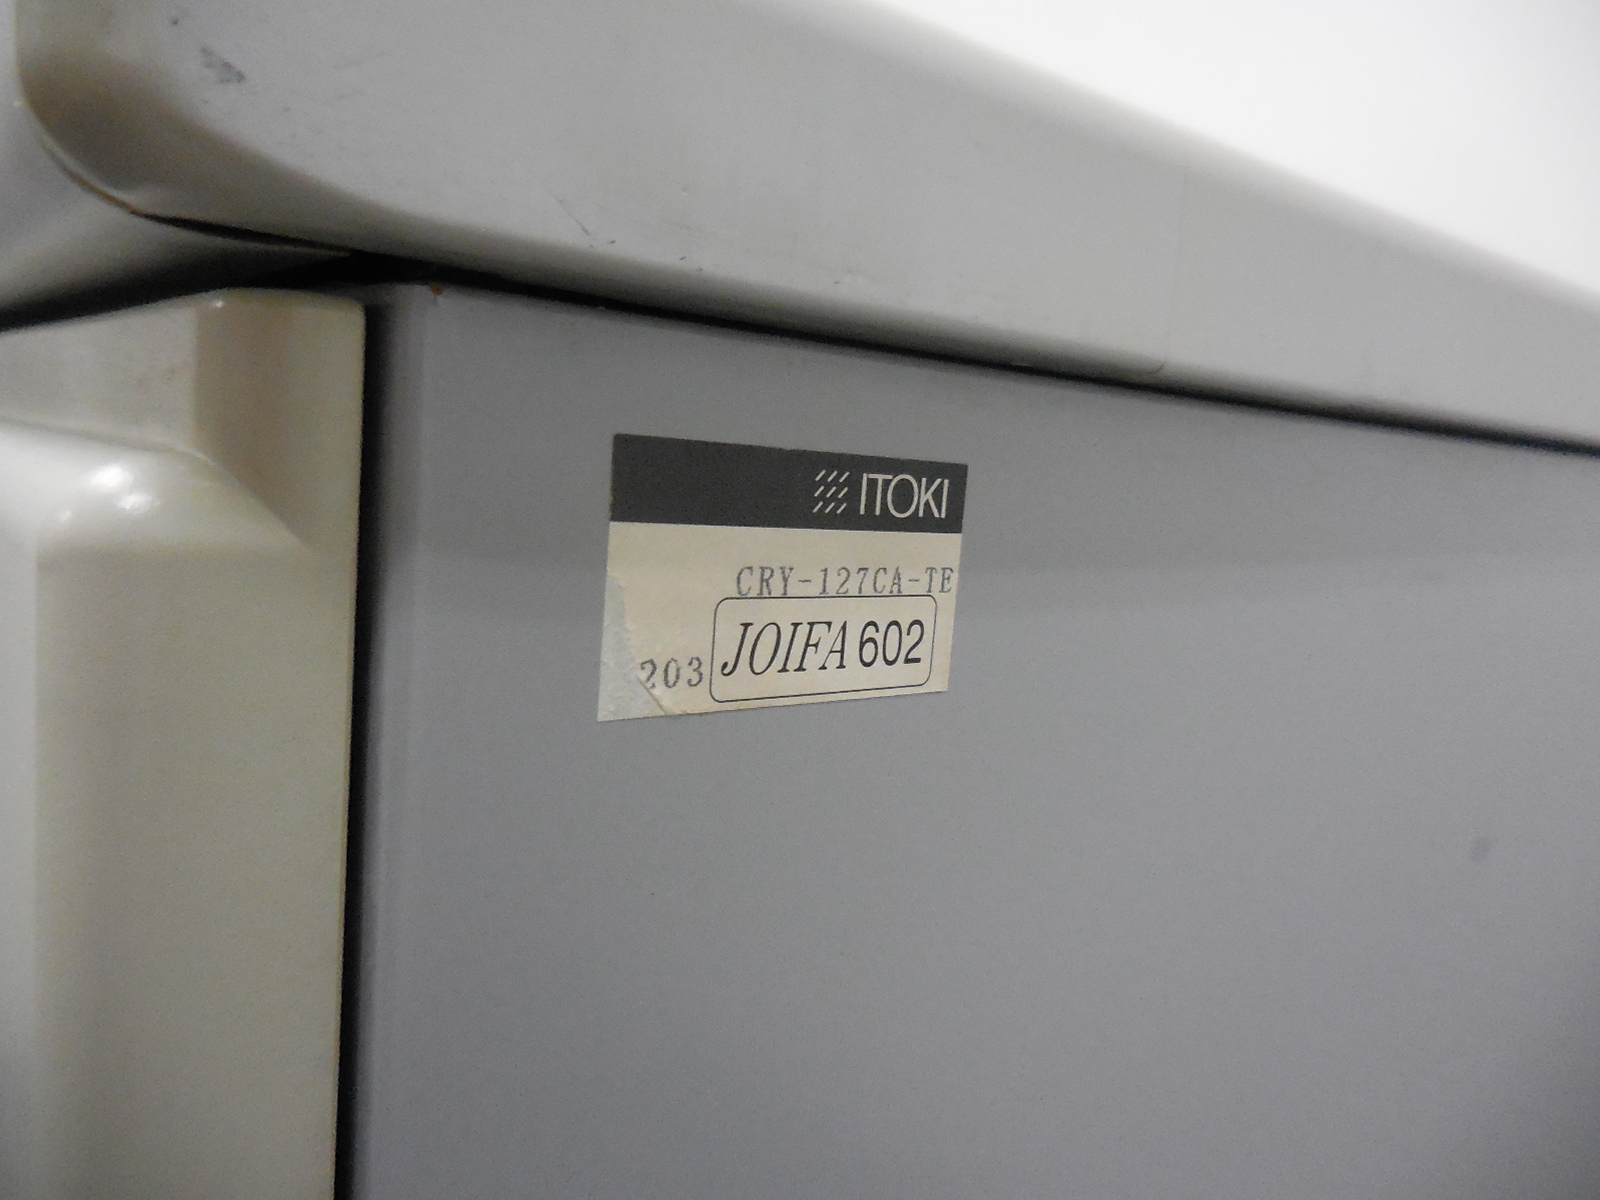 ITOKI
CRY-127CA-TE
203 JOIFA 602